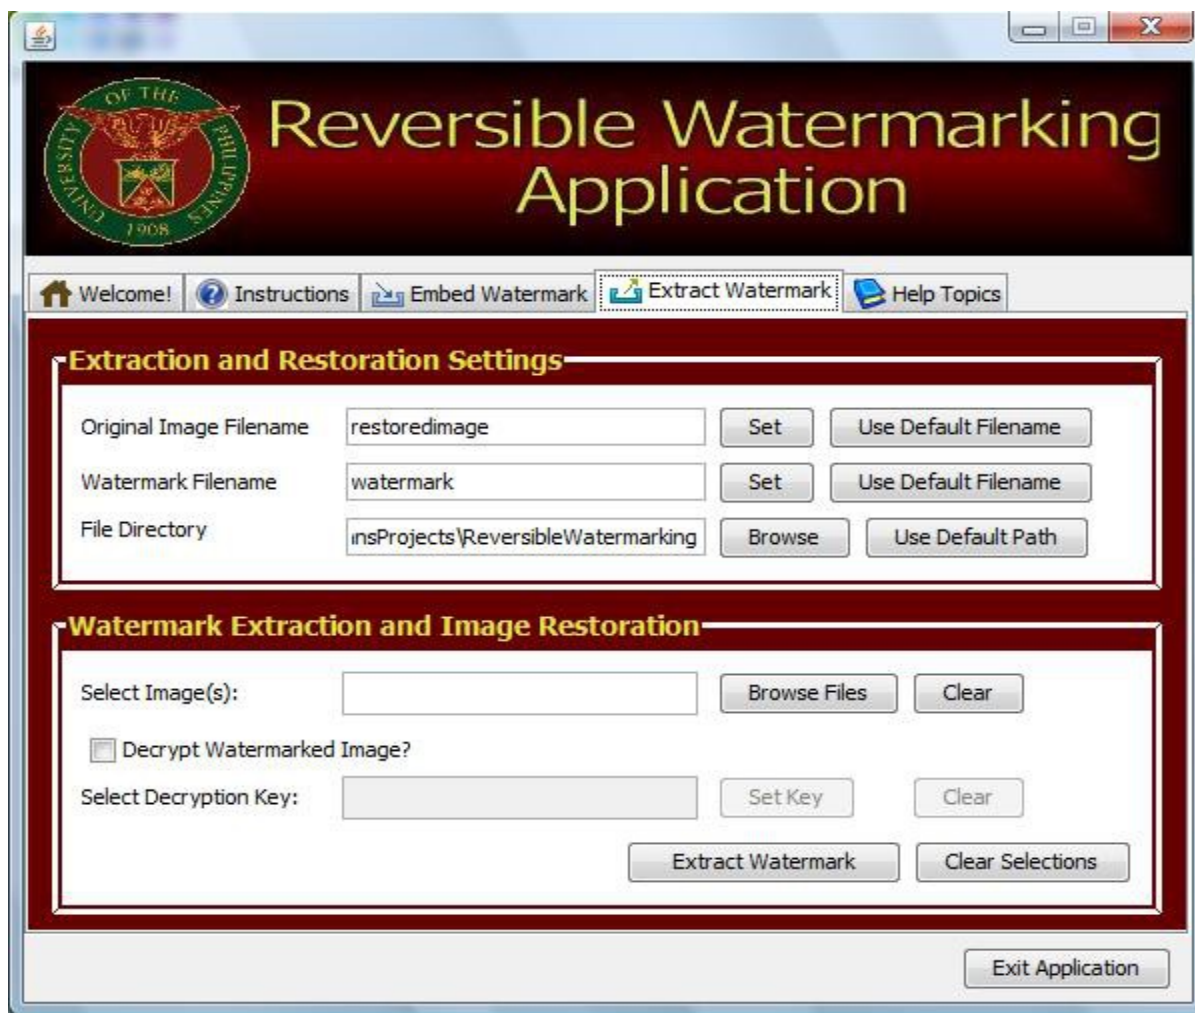 UNIVERSITY OF THE PHILIPPINES
1908
Reversible Watermarking
Application
Welcome! Instructions Embed Watermark Extract Watermark Help Topics
Extraction and Restoration Settings
Original Image Filename restoredimage Set Use Default Filename
Watermark Filename watermark Set Use Default Filename
File Directory nsProjects\ReversibleWatermarking Browse Use Default Path
Watermark Extraction and Image Restoration
Select Image(s): Browse Files Clear
Decrypt Watermarked Image?
Select Decryption Key: Set Key Clear
Extract Watermark Clear Selections
Exit Application